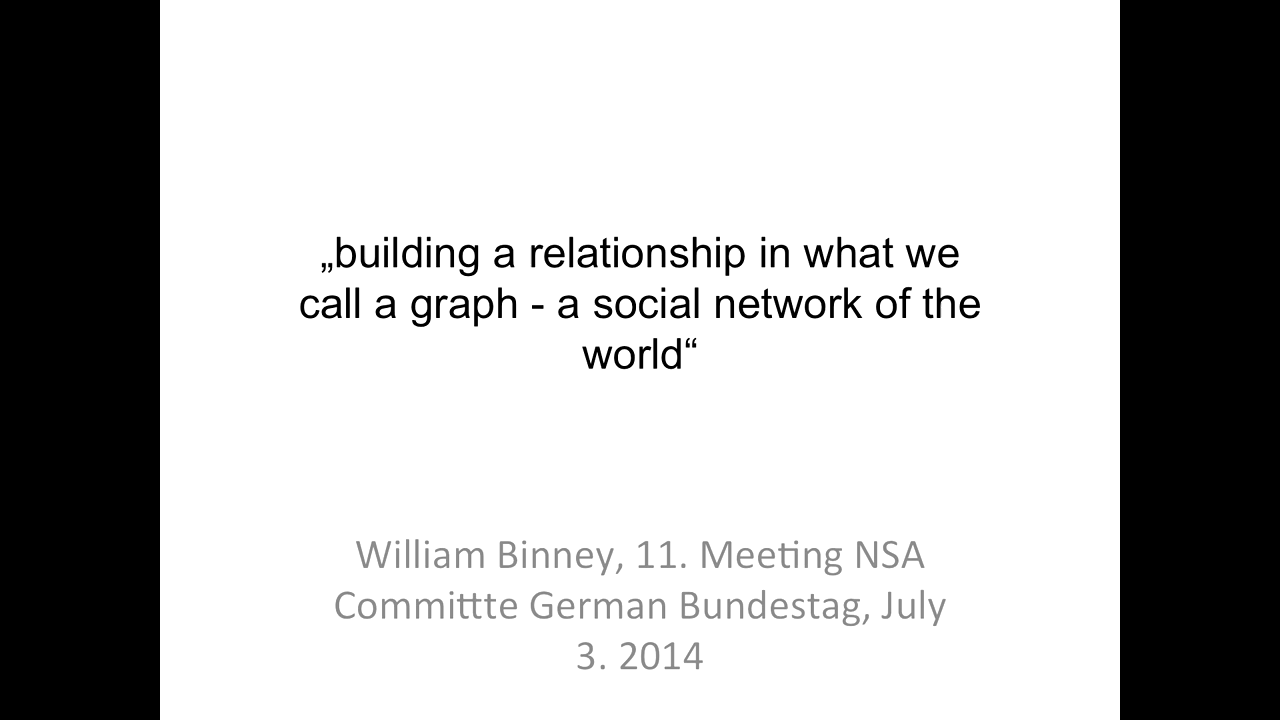 „building a relationship in what we
call a graph - a social network of the
world“
William Binney, 11. Meeting NSA
Committte German Bundestag, July
3. 2014